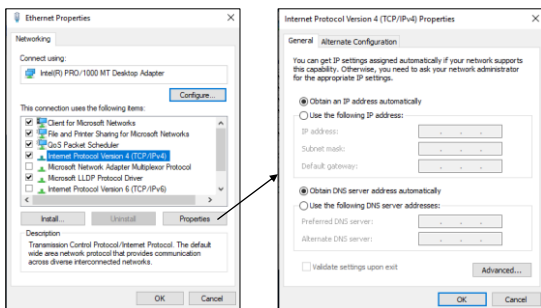 Ethernet Properties
Networking
Connect using:
Intel(R) PRO/1000 MT Desktop Adapter
Configure...
This connection uses the following items:
Client for Microsoft Networks
File and Printer Sharing for Microsoft Networks
QoS Packet Scheduler
Internet Protocol Version 4 (TCP/IPv4)
Microsoft Network Adapter Multiplexor Protocol
Microsoft LLDP Protocol Driver
Internet Protocol Version 6 (TCP/IPv6)
Install...
Uninstall
Properties
Description
Transmission Control Protocol/Internet Protocol. The default
wide area network protocol that provides communication
across diverse interconnected networks.
OK
Cancel
Internet Protocol Version 4 (TCP/IPv4) Properties
General
Alternate Configuration
You can get IP settings assigned automatically if your network supports
this capability. Otherwise, you need to ask your network administrator
for the appropriate IP settings.
Obtain an IP address automatically
Use the following IP address:
IP address:
Subnet mask:
Default gateway:
Obtain DNS server address automatically
Use the following DNS server addresses:
Preferred DNS server:
Alternate DNS server:
Validate settings upon exit
Advanced...
OK
Cancel